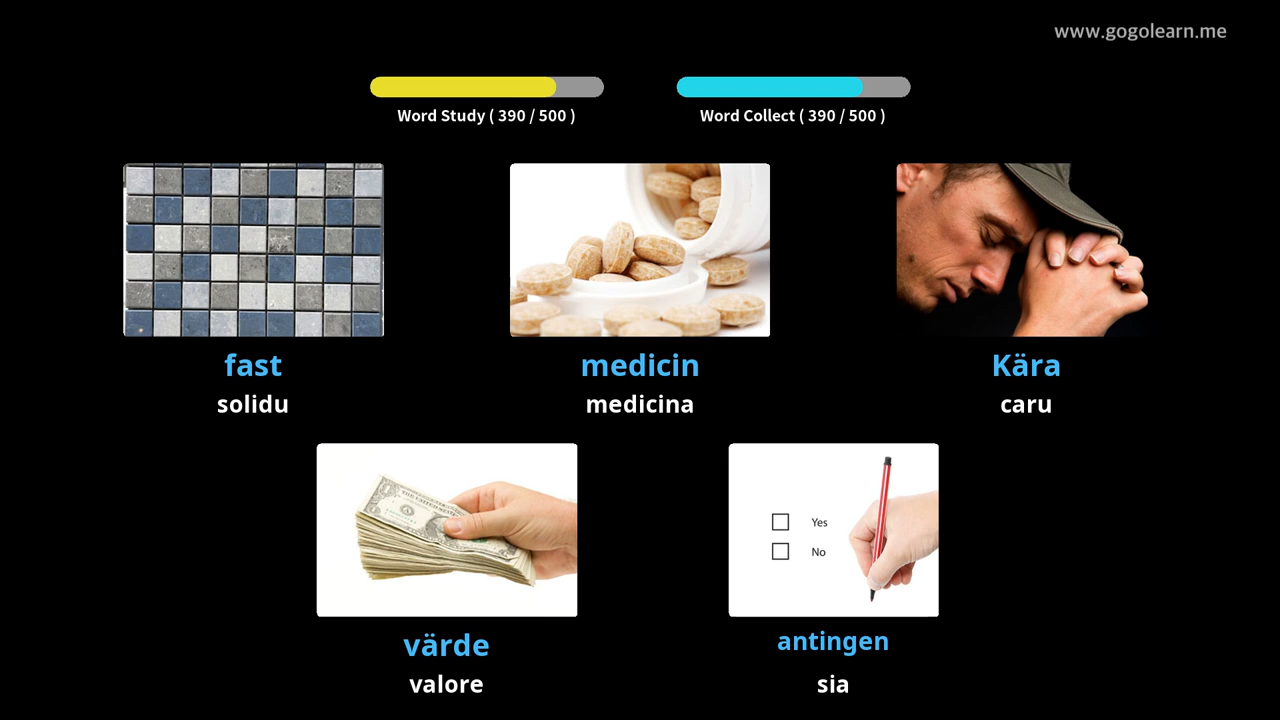 www.gogolearn.me
Word Study ( 390 / 500 )
Word Collect ( 390 / 500 )
fast
solidu
medicin
medicina
Kära
caru
värde
valore
Yes
No
antingen
sia